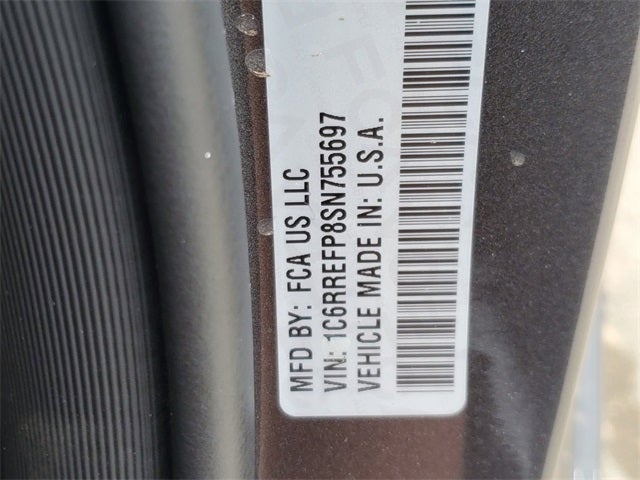 MFD BY: FCA US LLC
VIN: 1C6RREFP8SN755697
VEHICLE MADE IN: U.S.A.